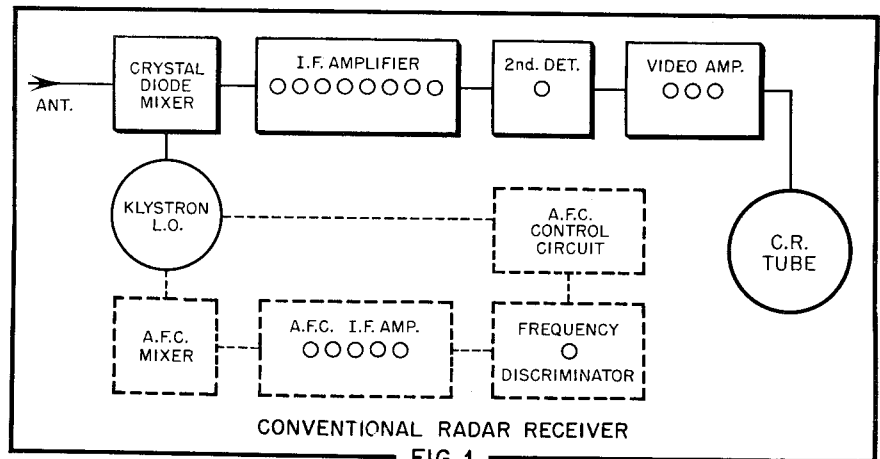 ANT.
CRYSTAL
DIODE
MIXER
I.F. AMPLIFIER
2nd. DET.
VIDEO AMP.
KLYSTRON
L.O.
A.F.C.
CONTROL
CIRCUIT
C.R.
TUBE
A.F.C.
MIXER
A.F.C. I.F. AMP.
FREQUENCY
DISCRIMINATOR
CONVENTIONAL RADAR RECEIVER
FIG. 1